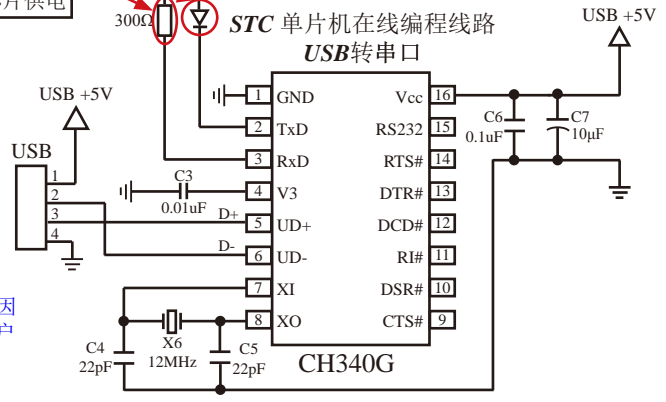 片供电
300Ω
STC 单片机在线编程线路
USB转串口
USB +5V
USB +5V
USB
1
2
3
4
D+
D-
C3
0.01uF
1 GND
2 TxD
3 RxD
4 V3
5 UD+
6 UD-
7 XI
8 XO
Vcc 16
RS232 15
RTS# 14
DTR# 13
DCD# 12
RI# 11
DSR# 10
CTS# 9
C6
0.1uF
C7
10μF
因
户
C4
22pF
X6
12MHz
C5
22pF
CH340G